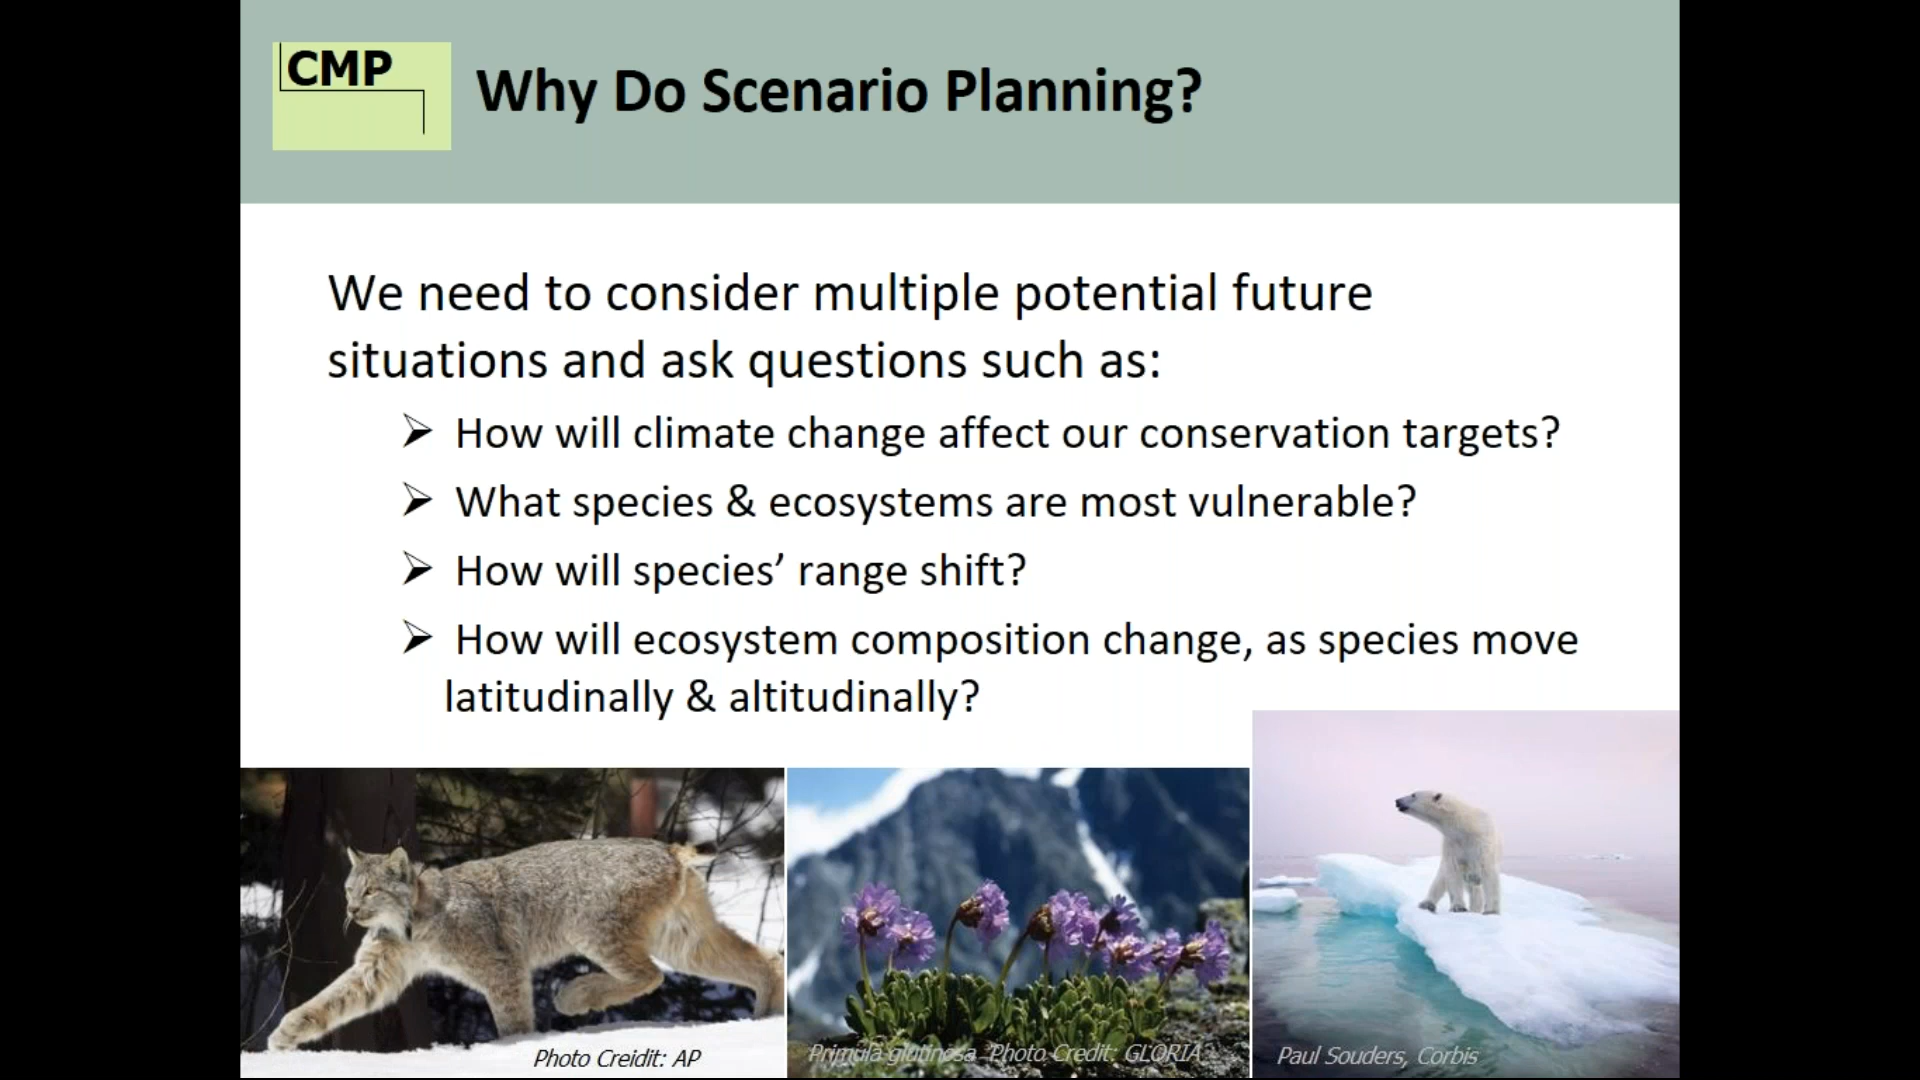 CMP
Why Do Scenario Planning?
We need to consider multiple potential future
situations and ask questions such as:
➢ How will climate change affect our conservation targets?
➢ What species & ecosystems are most vulnerable?
➢ How will species’ range shift?
➢ How will ecosystem composition change, as species move
latitudinally & altitudinally?
Photo Creidit: AP
Primula glutinosa Photo Credit: GLORIA
Paul Souders, Corbis